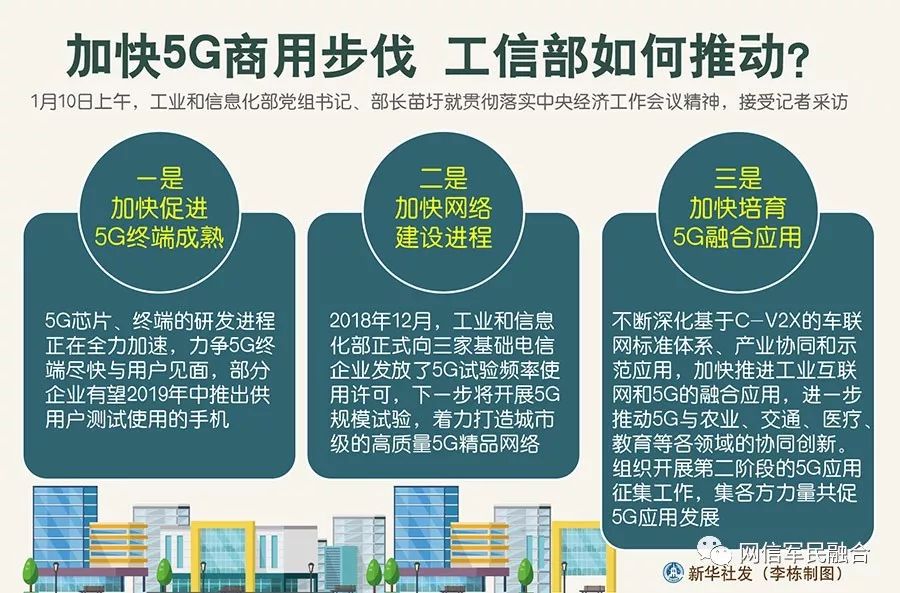 加快5G商用步伐 工信部如何推动?
1月10日上午，工业和信息化部党组书记、部长苗圩就贯彻落实中央经济工作会议精神，接受记者采访
一是
加快促进
5G终端成熟
5G芯片、终端的研发进程
正在全力加速，力争5G终
端尽快与用户见面，部分
企业有望2019年中推出供
用户测试使用的手机
二是
加快网络
建设进程
2018年12月，工业和信息
化部正式向三家基础电信
企业发放了5G试验频率使
用许可，下一步将开展5G
规模试验，着力打造城市
级的高质量5G精品网络
三是
加快培育
5G融合应用
不断深化基于C-V2X的车联
网标准体系、产业协同和示
范应用，加快推进工业互联
网和5G的融合应用，进一步
推动5G与农业、交通、医疗、
教育等各领域的协同创新。
组织开展第二阶段的5G应用
征集工作，集各方力量共促
5G应用发展
网信军民融合
新华社发（李栋制图）